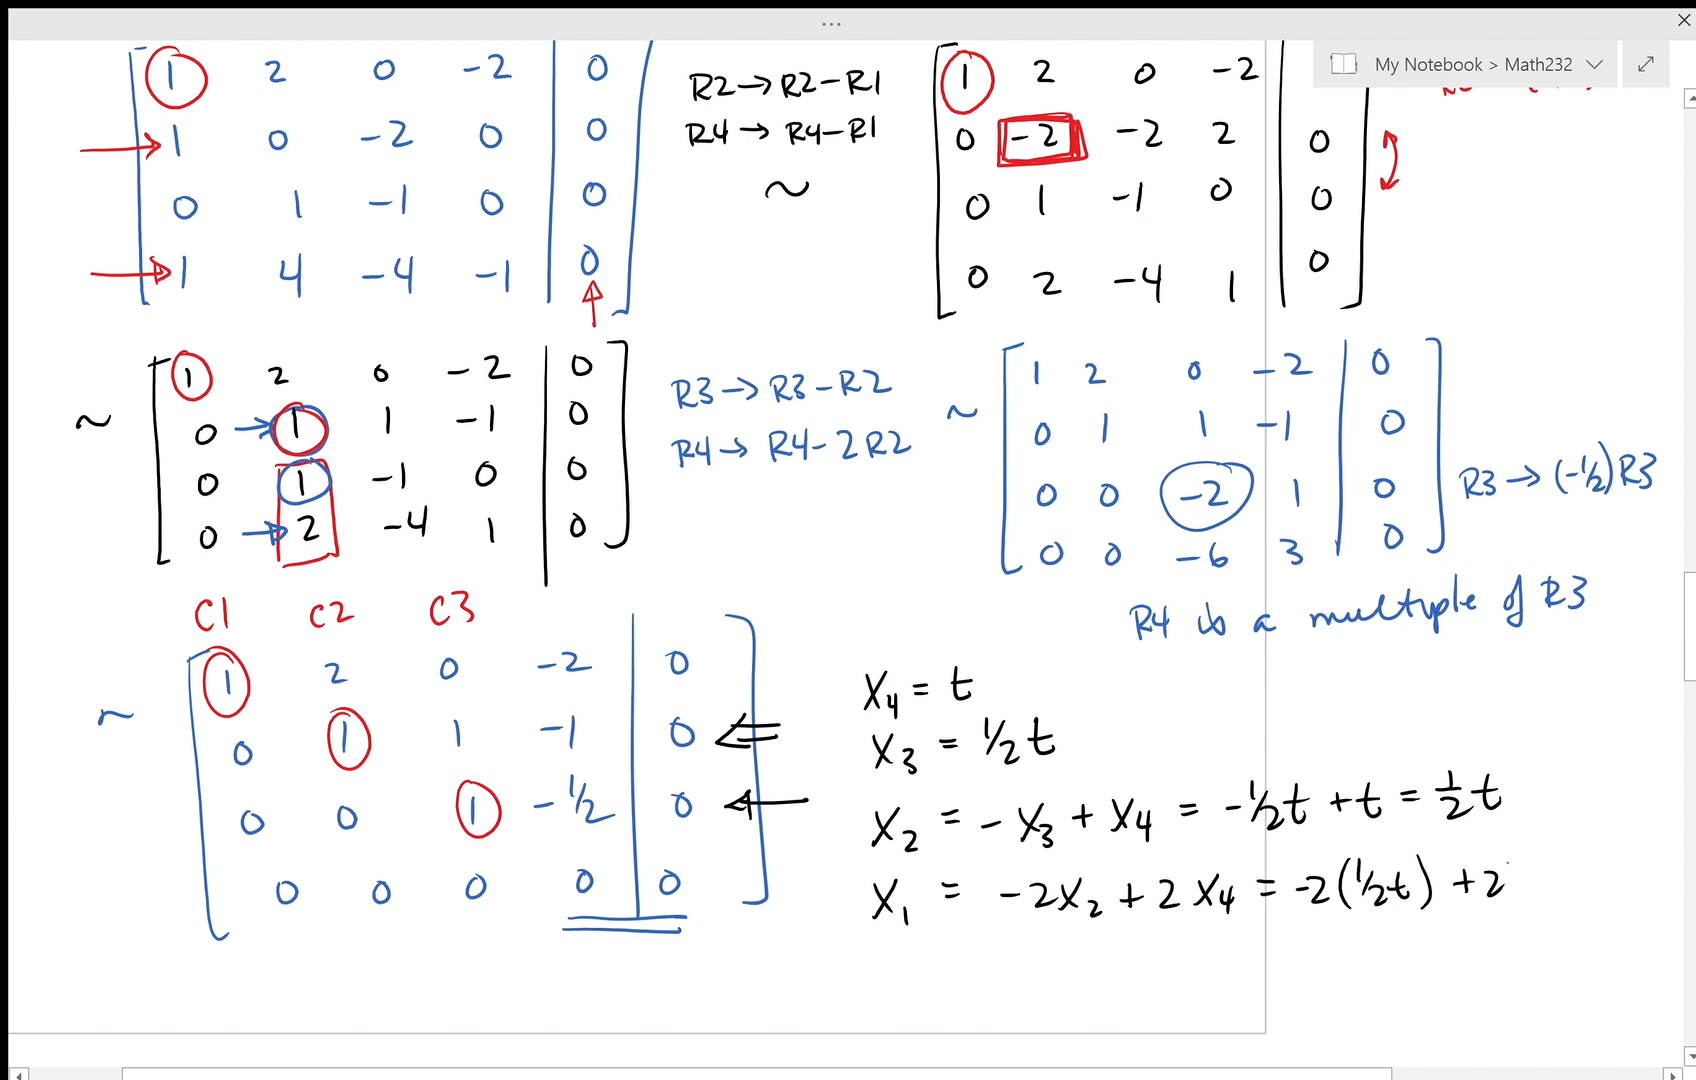 My Notebook > Math232
1 2 0 -2 0
1 0 -2 0 0
0 1 -1 0 0
1 4 -4 -1 0
R2→R2-R1
R4→R4-R1
~
1 2 0 -2
0 -2 -2 2 0
0 1 -1 0 0
0 2 -4 1 0
~
1 2 0 -2 0
0 1 1 -1 0
0 1 -1 0 0
0 2 -4 1 0
R3→R3-R2
R4→R4-2R2
~
1 2 0 -2 0
0 1 1 -1 0
0 0 -2 1 0
0 0 -6 3 0
R3→(-1/2)R3
R4 is a multiple of R3
C1 C2 C3
~
1 2 0 -2 0
0 1 1 -1 0
0 0 1 -1/2 0
0 0 0 0 0
X4 = t
X3 = 1/2t
X2 = -X3 + X4 = -1/2t + t = 1/2t
X1 = -2X2 + 2X4 = -2(1/2t) + 2